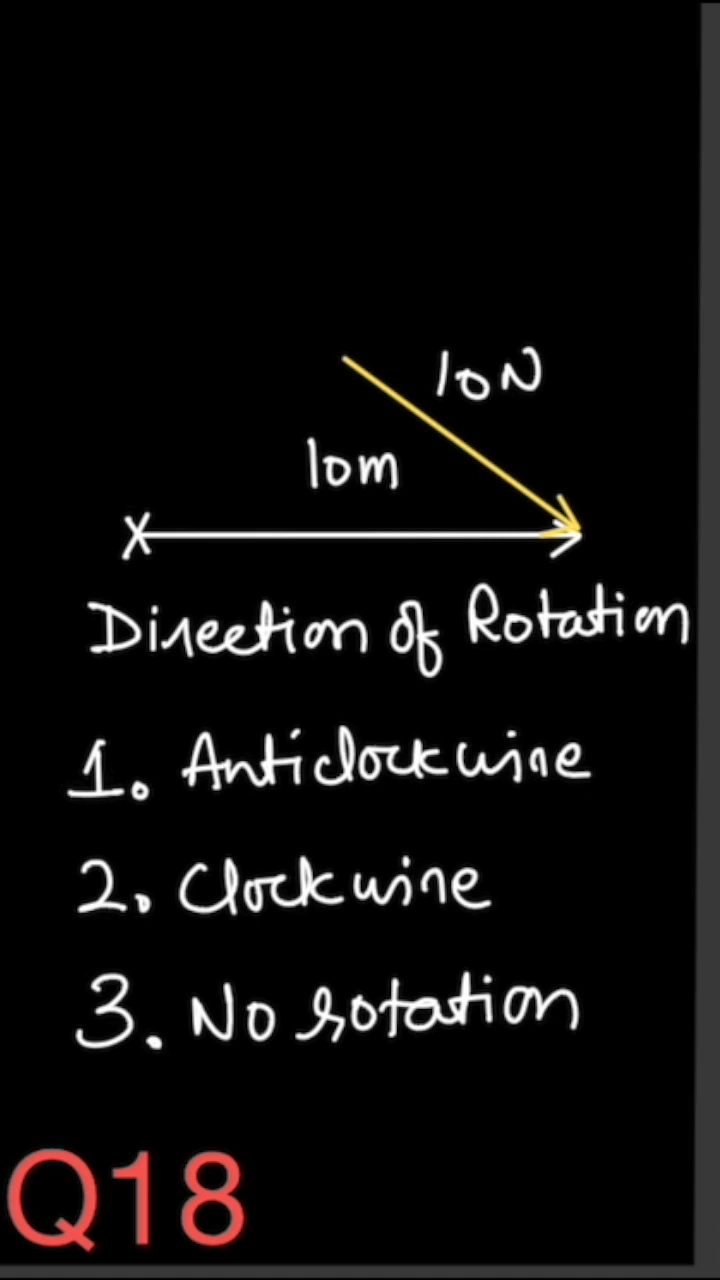 10N
10m
X
Direction of Rotation
1. Anticlockwise
2. Clockwise
3. No rotation
Q18